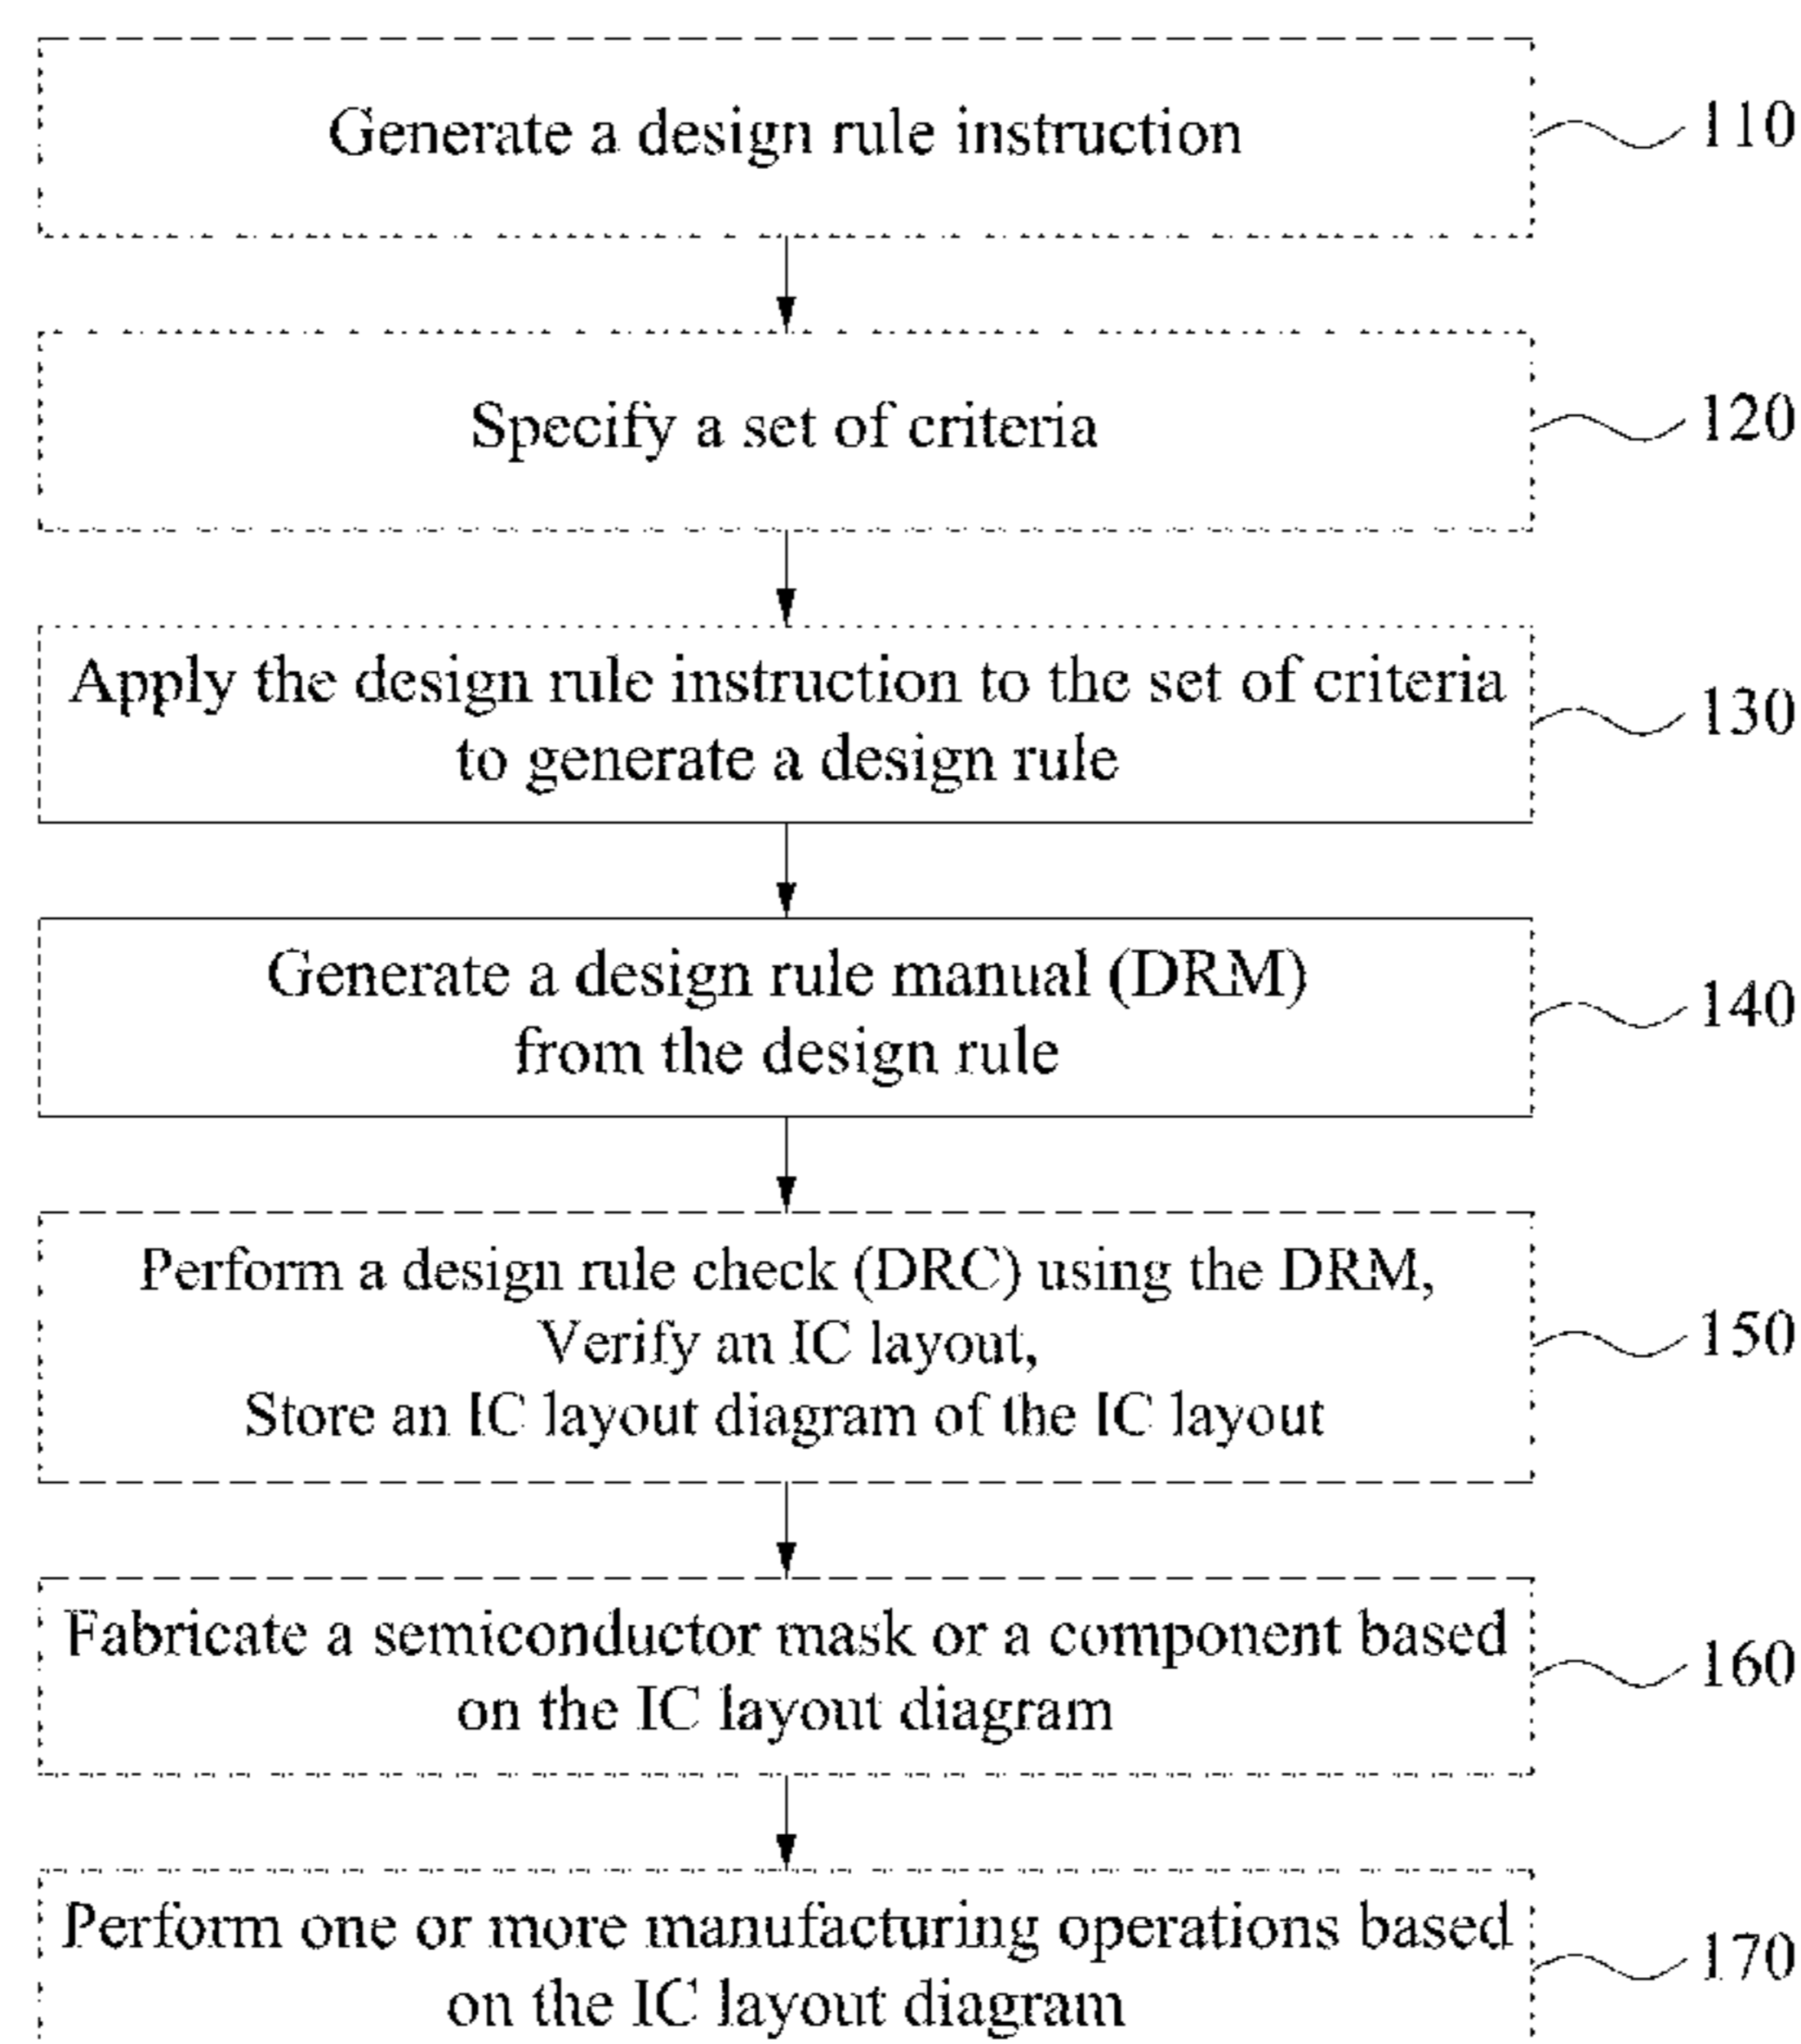 Generate a design rule instruction
110
Specify a set of criteria
120
Apply the design rule instruction to the set of criteria
to generate a design rule
130
Generate a design rule manual (DRM)
from the design rule
140
Perform a design rule check (DRC) using the DRM,
Verify an IC layout,
Store an IC layout diagram of the IC layout
150
Fabricate a semiconductor mask or a component based
on the IC layout diagram
160
Perform one or more manufacturing operations based
on the IC layout diagram
170